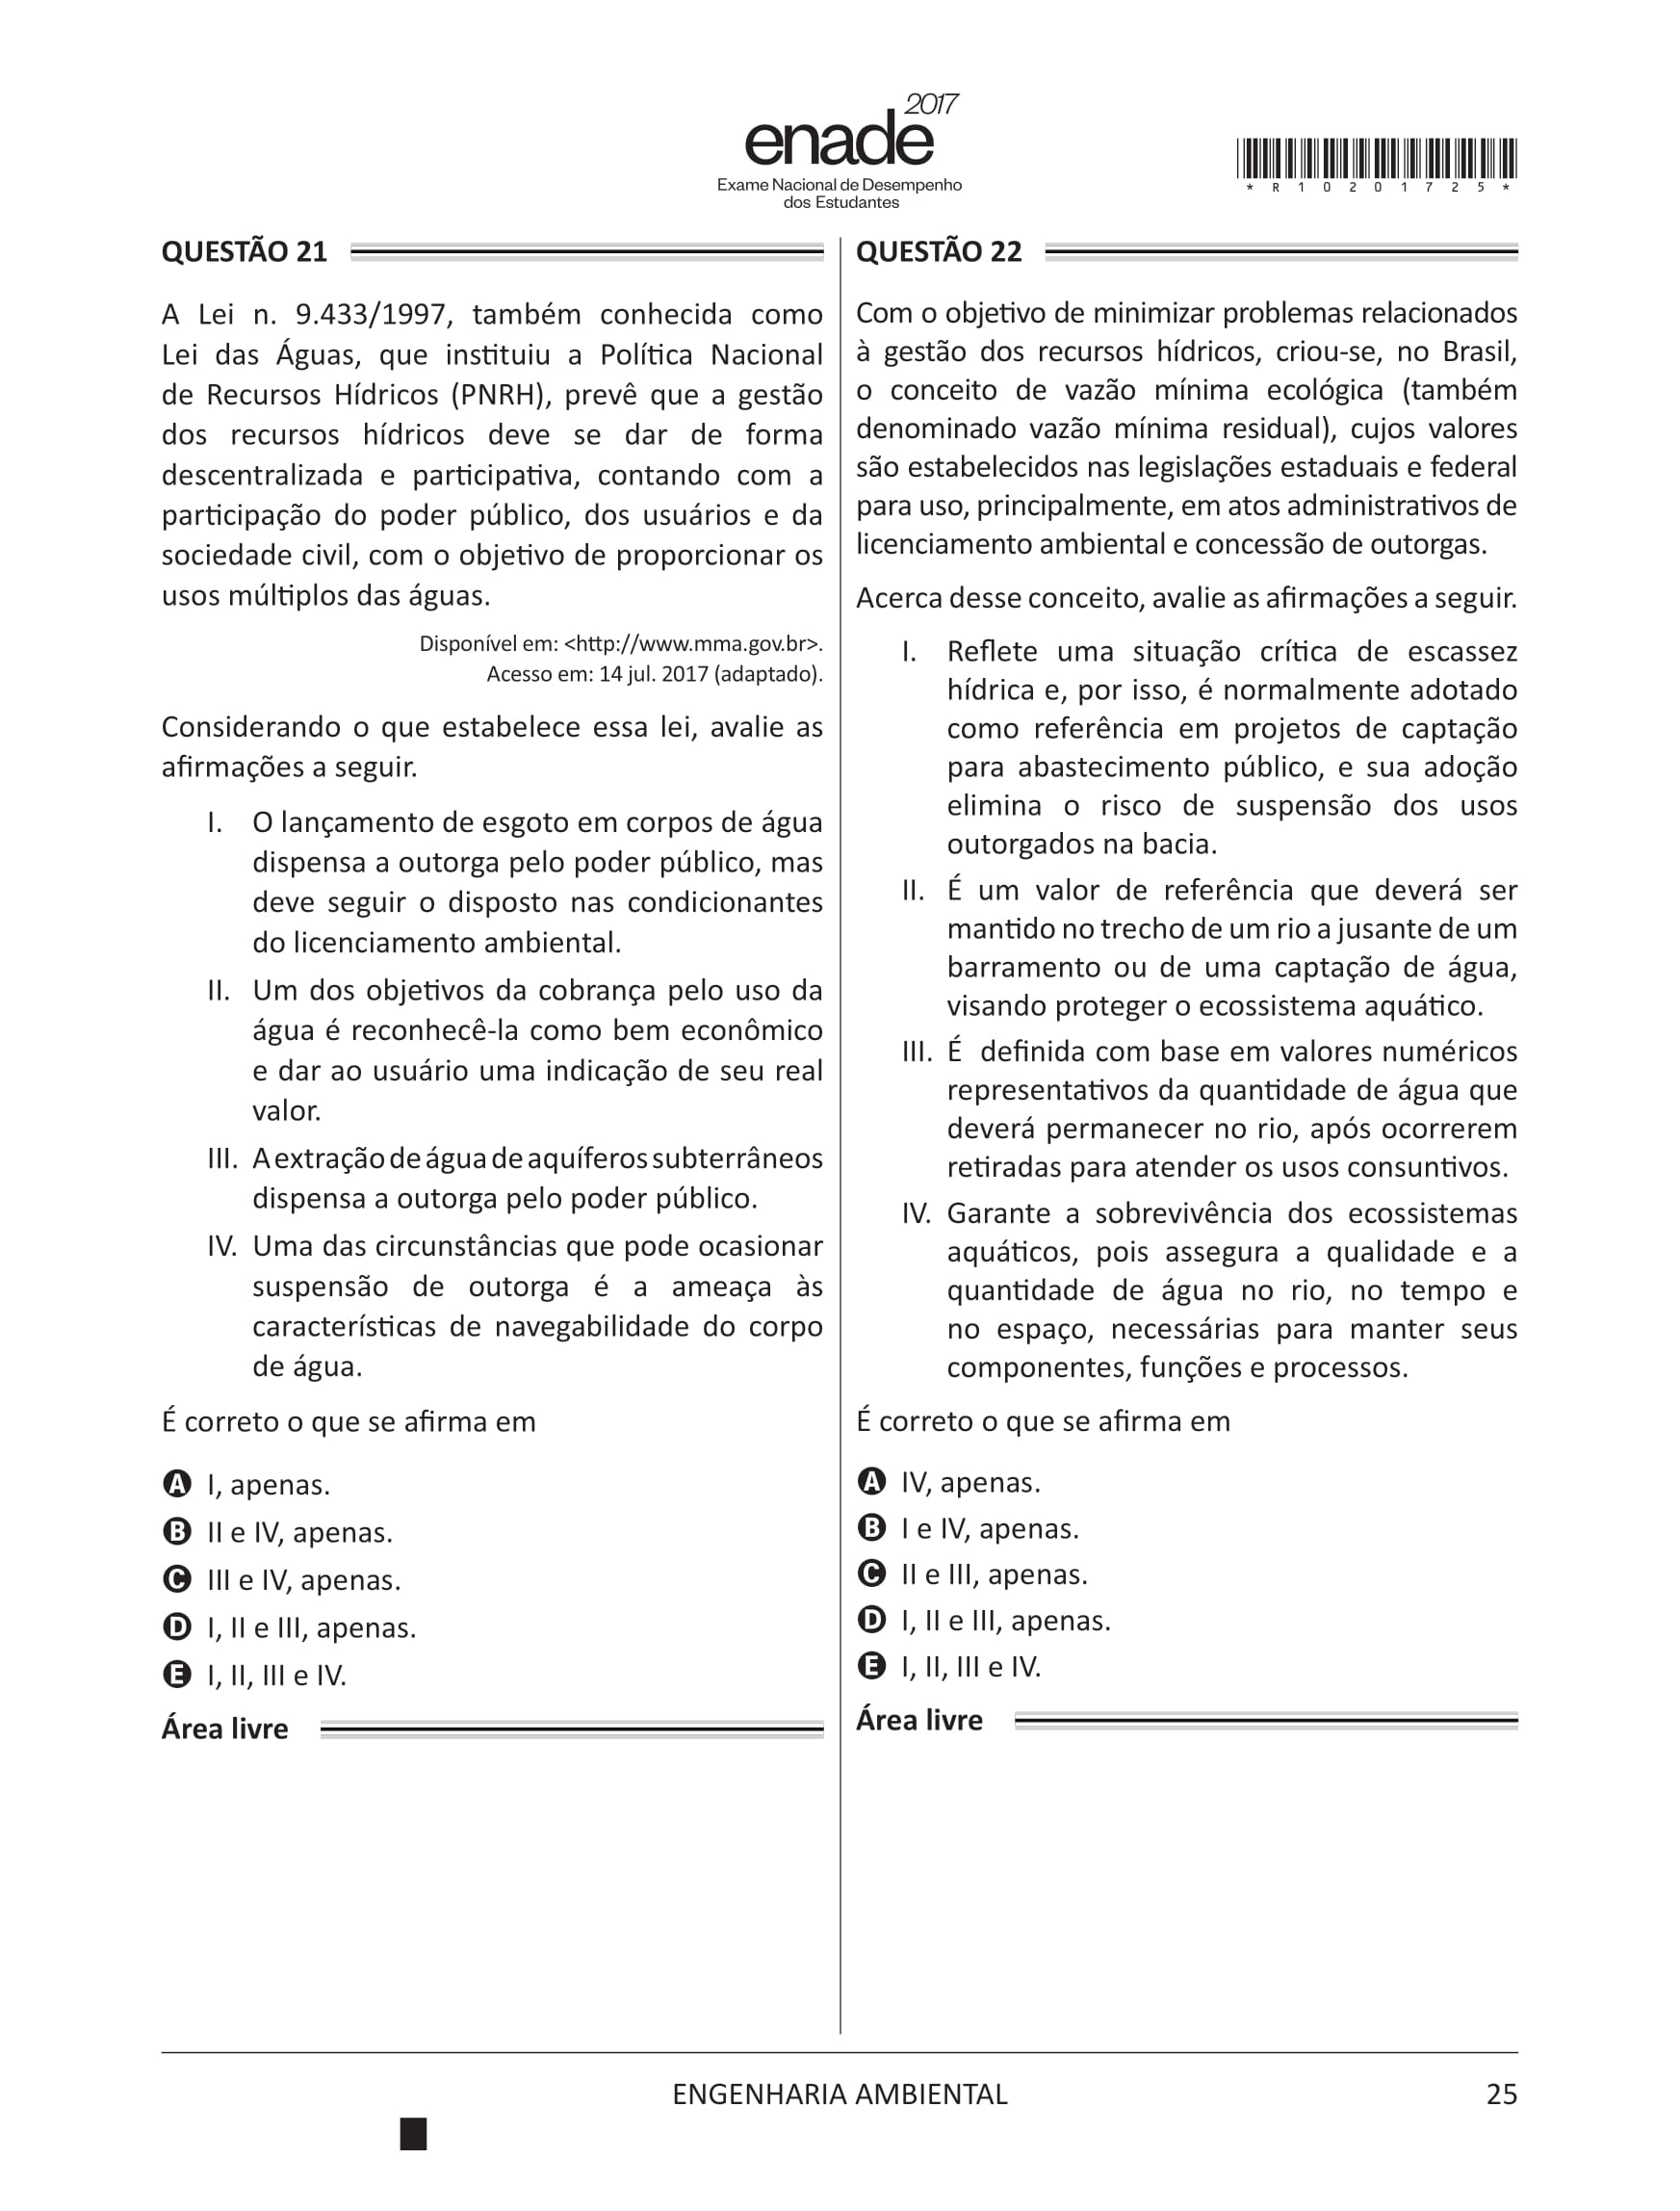 2017
enade
Exame Nacional de Desempenho
dos Estudantes
* R 1 0 2 0 1 7 2 5 *
QUESTÃO 21
A Lei n. 9.433/1997, também conhecida como
Lei das Águas, que instituiu a Política Nacional
de Recursos Hídricos (PNRH), prevê que a gestão
dos recursos hídricos deve se dar de forma
descentralizada e participativa, contando com a
participação do poder público, dos usuários e da
sociedade civil, com o objetivo de proporcionar os
usos múltiplos das águas.
Disponível em: <http://www.mma.gov.br>.
Acesso em: 14 jul. 2017 (adaptado).
Considerando o que estabelece essa lei, avalie as
afirmações a seguir.
I. O lançamento de esgoto em corpos de água
dispensa a outorga pelo poder público, mas
deve seguir o disposto nas condicionantes
do licenciamento ambiental.
II. Um dos objetivos da cobrança pelo uso da
água é reconhecê-la como bem econômico
e dar ao usuário uma indicação de seu real
valor.
III. A extração de água de aquíferos subterrâneos
dispensa a outorga pelo poder público.
IV. Uma das circunstâncias que pode ocasionar
suspensão de outorga é a ameaça às
características de navegabilidade do corpo
de água.
É correto o que se afirma em
A I, apenas.
B II e IV, apenas.
C III e IV, apenas.
D I, II e III, apenas.
E I, II, III e IV.
Área livre
QUESTÃO 22
Com o objetivo de minimizar problemas relacionados
à gestão dos recursos hídricos, criou-se, no Brasil,
o conceito de vazão mínima ecológica (também
denominado vazão mínima residual), cujos valores
são estabelecidos nas legislações estaduais e federal
para uso, principalmente, em atos administrativos de
licenciamento ambiental e concessão de outorgas.
Acerca desse conceito, avalie as afirmações a seguir.
I. Reflete uma situação crítica de escassez
hídrica e, por isso, é normalmente adotado
como referência em projetos de captação
para abastecimento público, e sua adoção
elimina o risco de suspensão dos usos
outorgados na bacia.
II. É um valor de referência que deverá ser
mantido no trecho de um rio a jusante de um
barramento ou de uma captação de água,
visando proteger o ecossistema aquático.
III. É definida com base em valores numéricos
representativos da quantidade de água que
deverá permanecer no rio, após ocorrerem
retiradas para atender os usos consuntivos.
IV. Garante a sobrevivência dos ecossistemas
aquáticos, pois assegura a qualidade e a
quantidade de água no rio, no tempo e
no espaço, necessárias para manter seus
componentes, funções e processos.
É correto o que se afirma em
A IV, apenas.
B I e IV, apenas.
C II e III, apenas.
D I, II e III, apenas.
E I, II, III e IV.
Área livre
ENGENHARIA AMBIENTAL
25